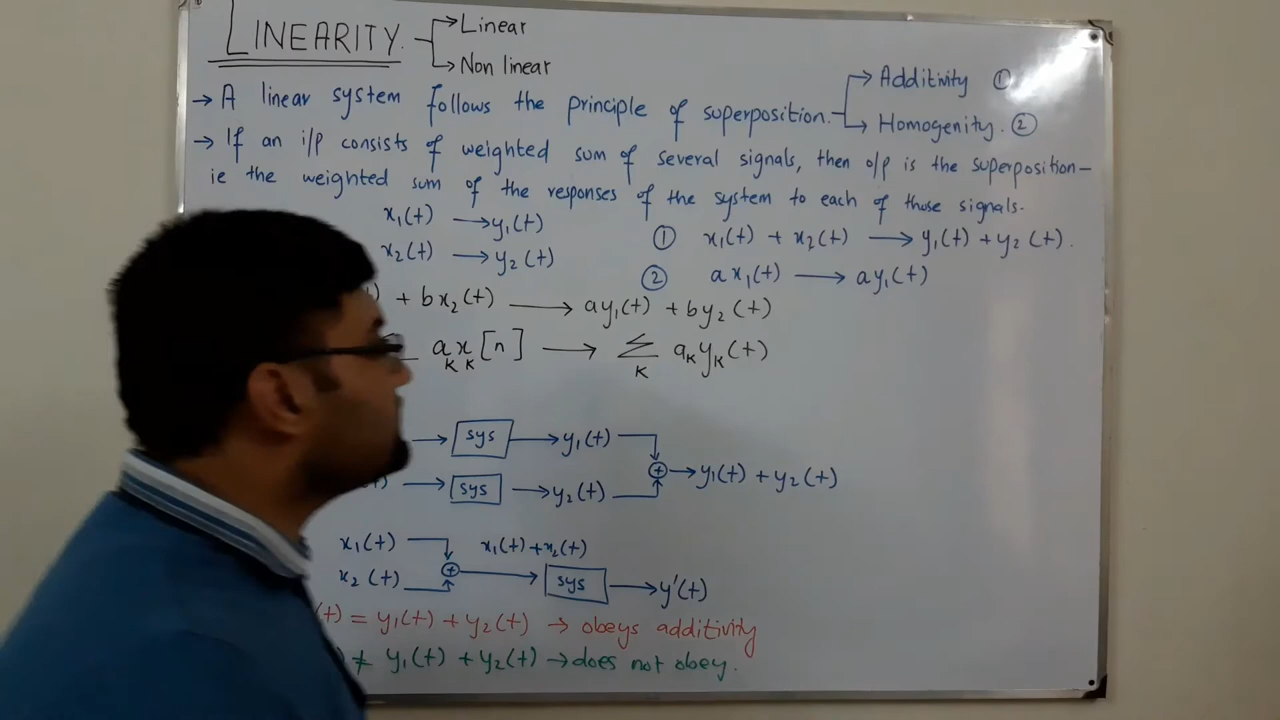 LINEARITY. → Linear
→ Non linear
→ A linear system follows the principle of superposition. → Additivity ①
→ Homogenity. ②
→ If an i/p consists of weighted sum of several signals, then o/p is the superposition -
ie the weighted sum of the responses of the system to each of those signals.
x₁(t) → y₁(t)
① x₁(t) + x₂(t) → y₁(t) + y₂(t).
x₂(t) → y₂(t)
② a x₁(t) → a y₁(t)
+ b x₂(t) → a y₁(t) + b y₂(t)
aₖ xₖ [n] → Σₖ aₖ yₖ(t)
→ sys → y₁(t)
⊕ → y₁(t) + y₂(t)
→ sys → y₂(t)
x₁(t)
x₁(t) + x₂(t)
x₂(t)
⊕ → sys → y'(t)
(t) = y₁(t) + y₂(t) → obeys additivity
≠ y₁(t) + y₂(t) → does not obey.